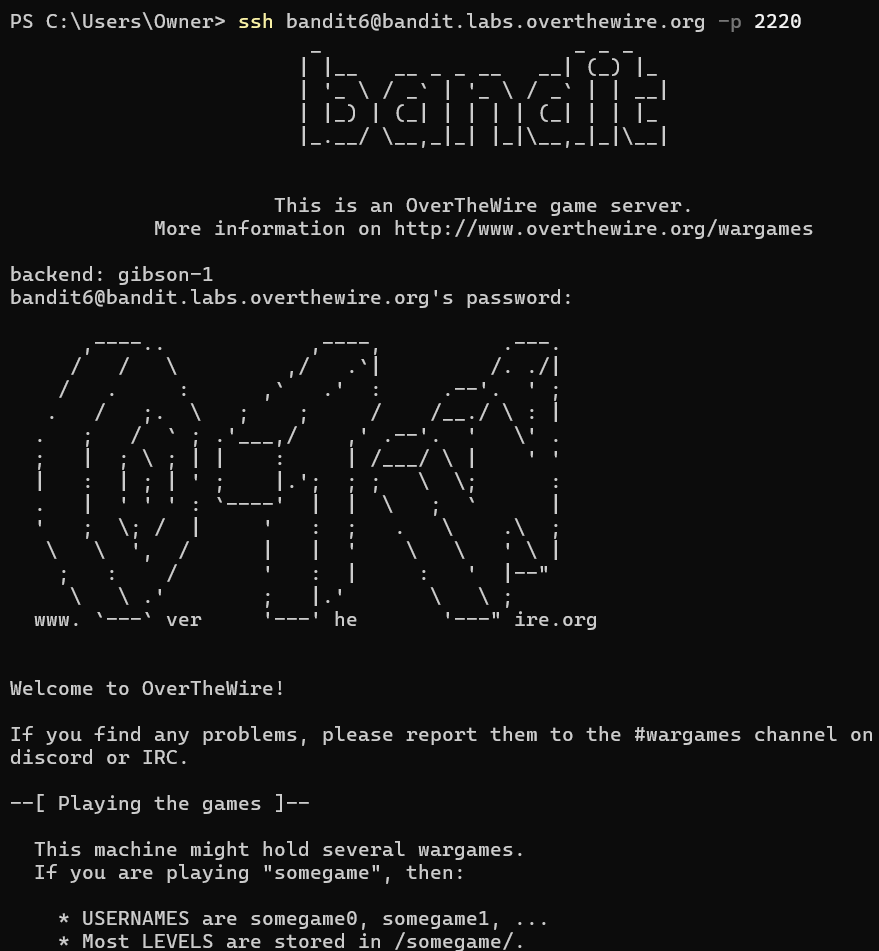 PS C:\Users\Owner> ssh bandit6@bandit.labs.overthewire.org -p 2220
                         _                     _ _ _
                        | |__   __ _ _ __   __| (_) |_
                        | '_ \ / _` | '_ \ / _` | | __|
                        | |_) | (_| | | | | (_| | | |_
                        |_.__/ \__,_|_| |_|\__,_|_|\__|
                      This is an OverTheWire game server.
            More information on http://www.overthewire.org/wargames
backend: gibson-1
bandit6@bandit.labs.overthewire.org's password:
      ,----..            ,----,          .---.
     /   /   \         ,/   .`|         /. ./|
    /   .     :      ,`   .'  :     .--'.  ' ;
   .   /   ;.  \   ;    ;     /    /__./ \ : |
  .   ;   /  ` ; .'___,/    ,' .--'.  '   \' .
  ;   |  ; \ ; | |    :     | /___/ \ |    ' '
  |   :  | ; | ' ;    |.';  ; ;   \  \;      :
  .   |  ' ' ' : `----'  |  |  \   ;  `      |
  '   ;  \; /  |     '   :  ;   .   \    .\  ;
   \   \  ',  /      |   |  '    \   \   ' \ |
    ;   :    /       '   :  |     :   '  |--"
     \   \ .'        ;   |.'       \   \ ;
  www. `---` ver     '---' he       '---" ire.org
Welcome to OverTheWire!
If you find any problems, please report them to the #wargames channel on
discord or IRC.
--[ Playing the games ]--
  This machine might hold several wargames.
  If you are playing "somegame", then:
    * USERNAMES are somegame0, somegame1, ...
    * Most LEVELS are stored in /somegame/.